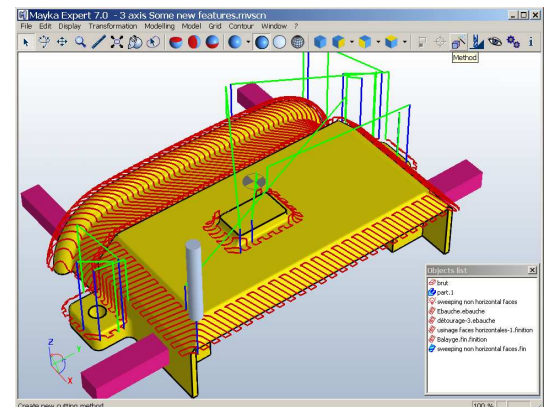 Mayka Expert 7.0 - 3 axis Some new features.mvscn
File Edit Display Transformation Modelling Model Grid Contour Window ?
Method
Objects list
brut
part.1
sweeping non horizontal faces
Ebauche.ebauche
détourage-3.ebauche
usinage faces horizontales-1.finition
Balayge.fin.finition
sweeping non horizontal faces.fin
Z
Y
X
Create new cutting method
100 %